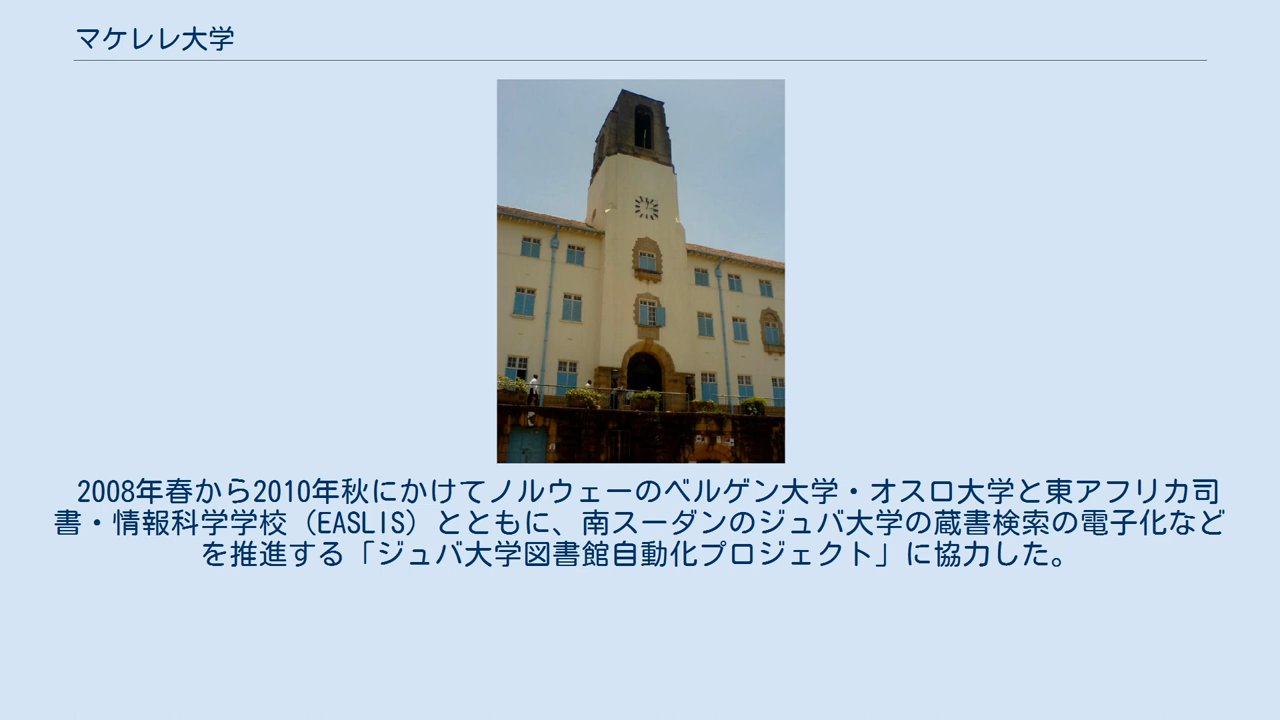 マケレレ大学
2008年春から2010年秋にかけてノルウェーのベルゲン大学・オスロ大学と東アフリカ司
書・情報科学学校（EASLIS）とともに、南スーダンのジュバ大学の蔵書検索の電子化など
を推進する「ジュバ大学図書館自動化プロジェクト」に協力した。